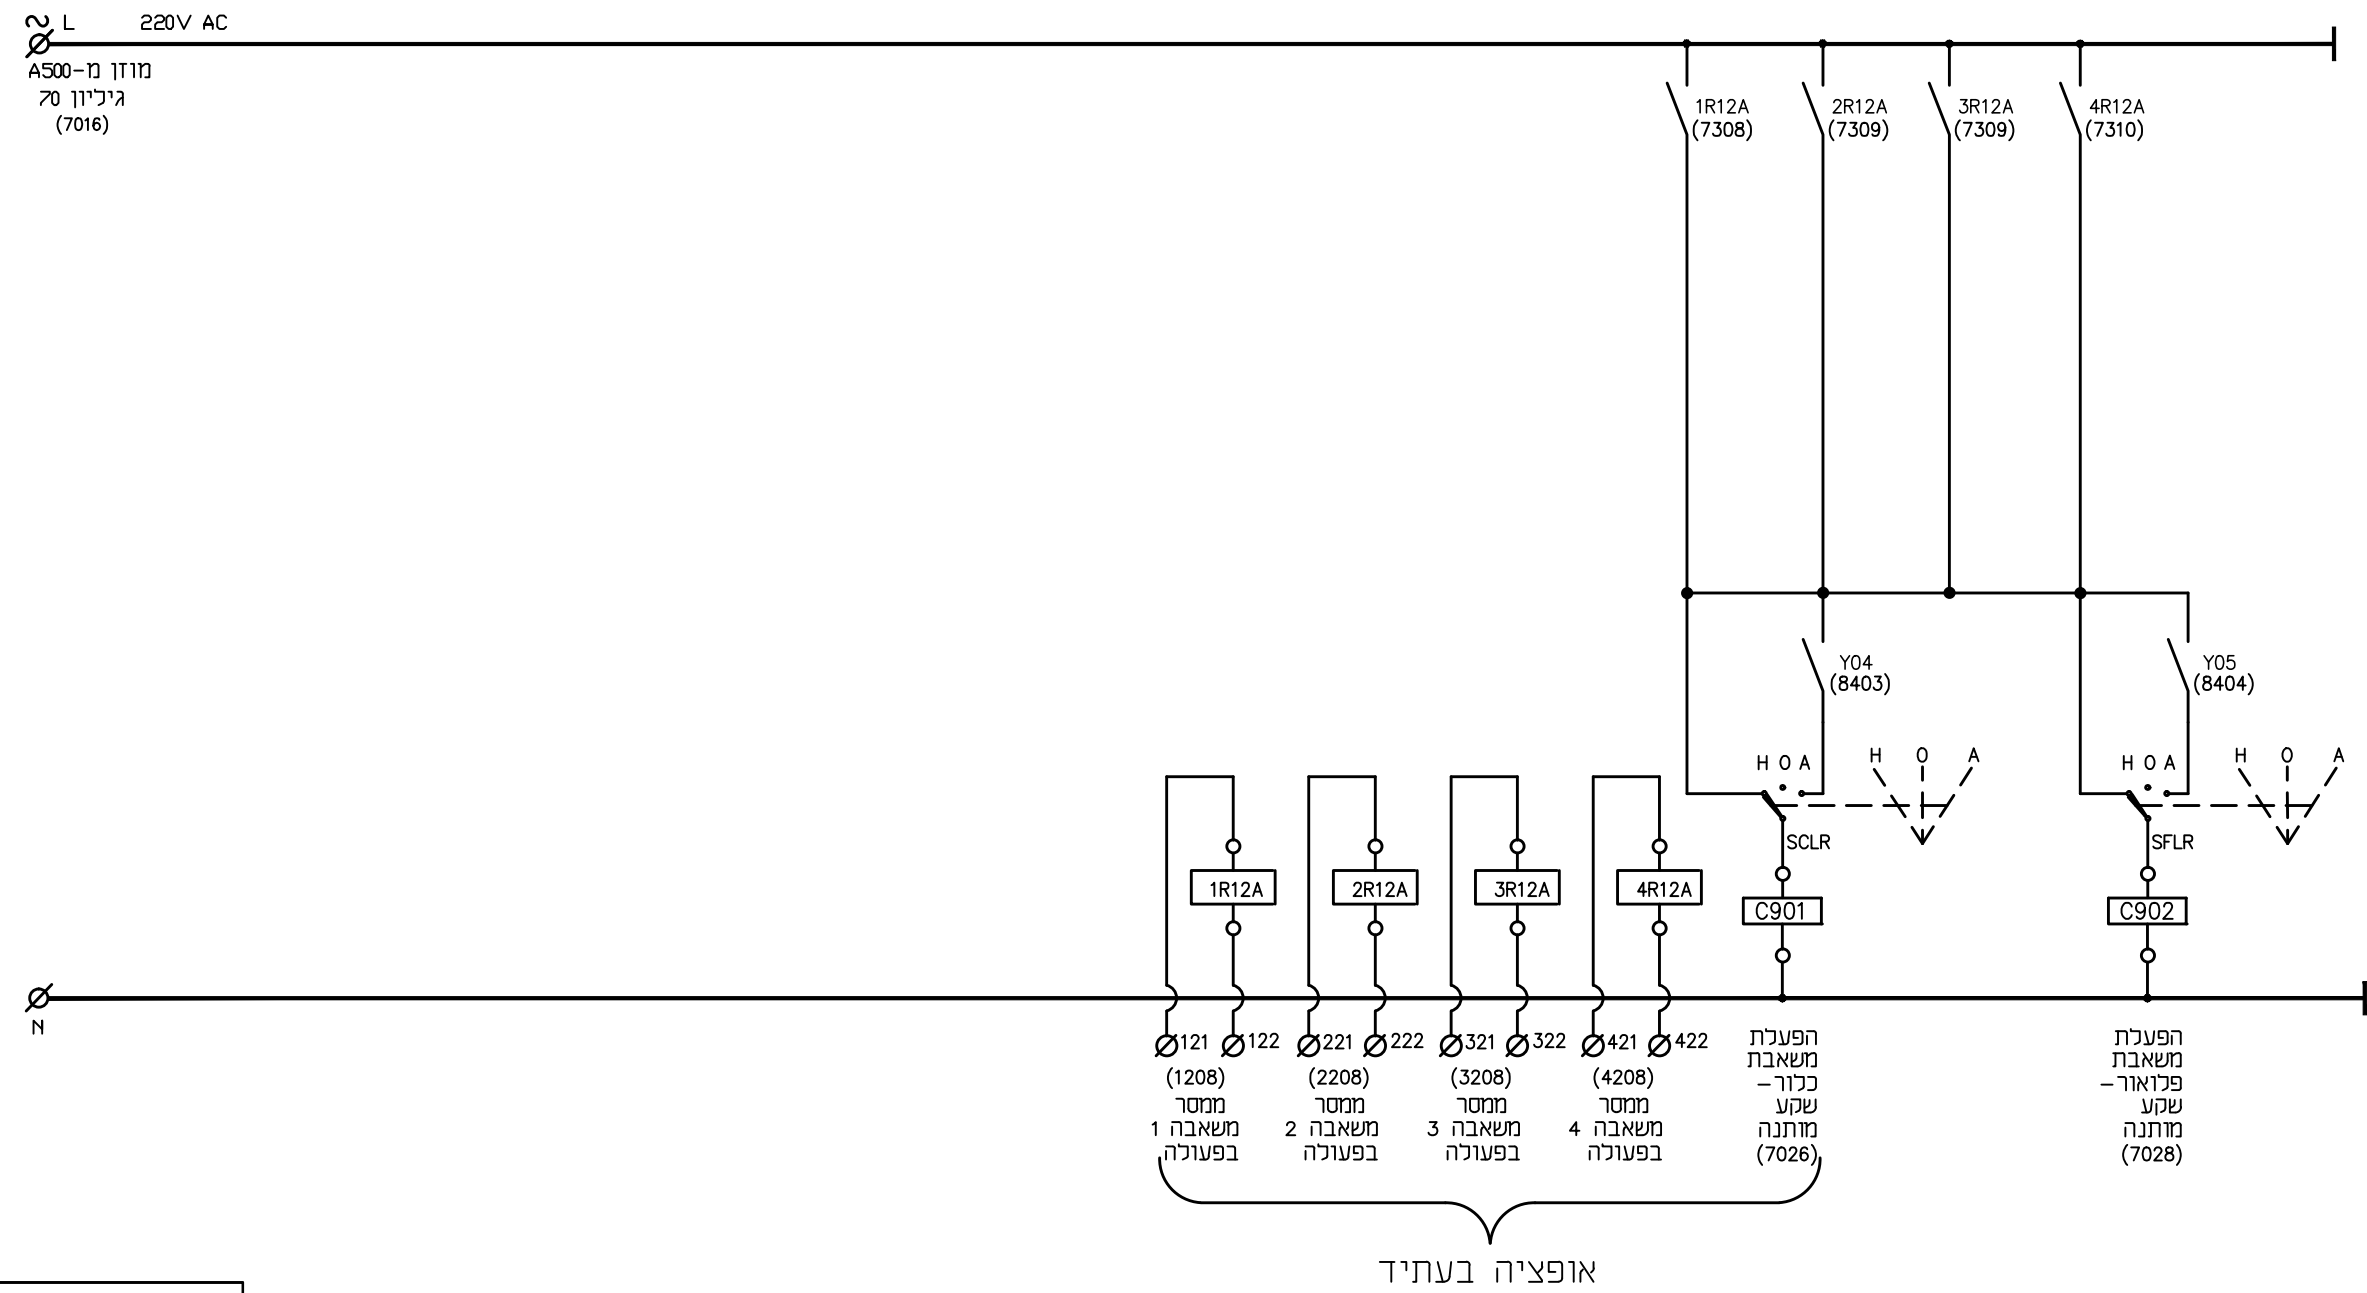 L 220V AC
מוזן מ-A500
גיליון 70
(7016)
1R12A
(7308)
2R12A
(7309)
3R12A
(7309)
4R12A
(7310)
Y04
(8403)
Y05
(8404)
H O A
H O A
SCLR
H O A
H O A
SFLR
1R12A
2R12A
3R12A
4R12A
C901
C902
N
121 122
221 222
321 322
421 422
(1208)
ממסר
משאבה 1
בפעולה
(2208)
ממסר
משאבה 2
בפעולה
(3208)
ממסר
משאבה 3
בפעולה
(4208)
ממסר
משאבה 4
בפעולה
הפעלת
משאבת
כלור-
שקע
מותנה
(7026)
הפעלת
משאבת
פלואור-
שקע
מותנה
(7028)
אופציה בעתיד